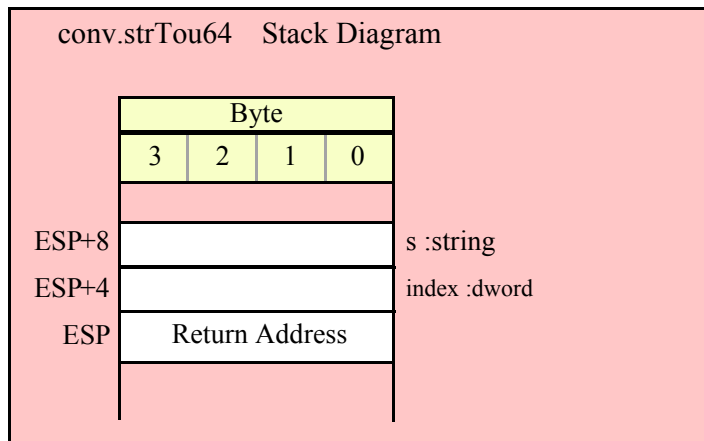 conv.strTou64 Stack Diagram
Byte
3 2 1 0
ESP+8 s :string
ESP+4 index :dword
ESP Return Address